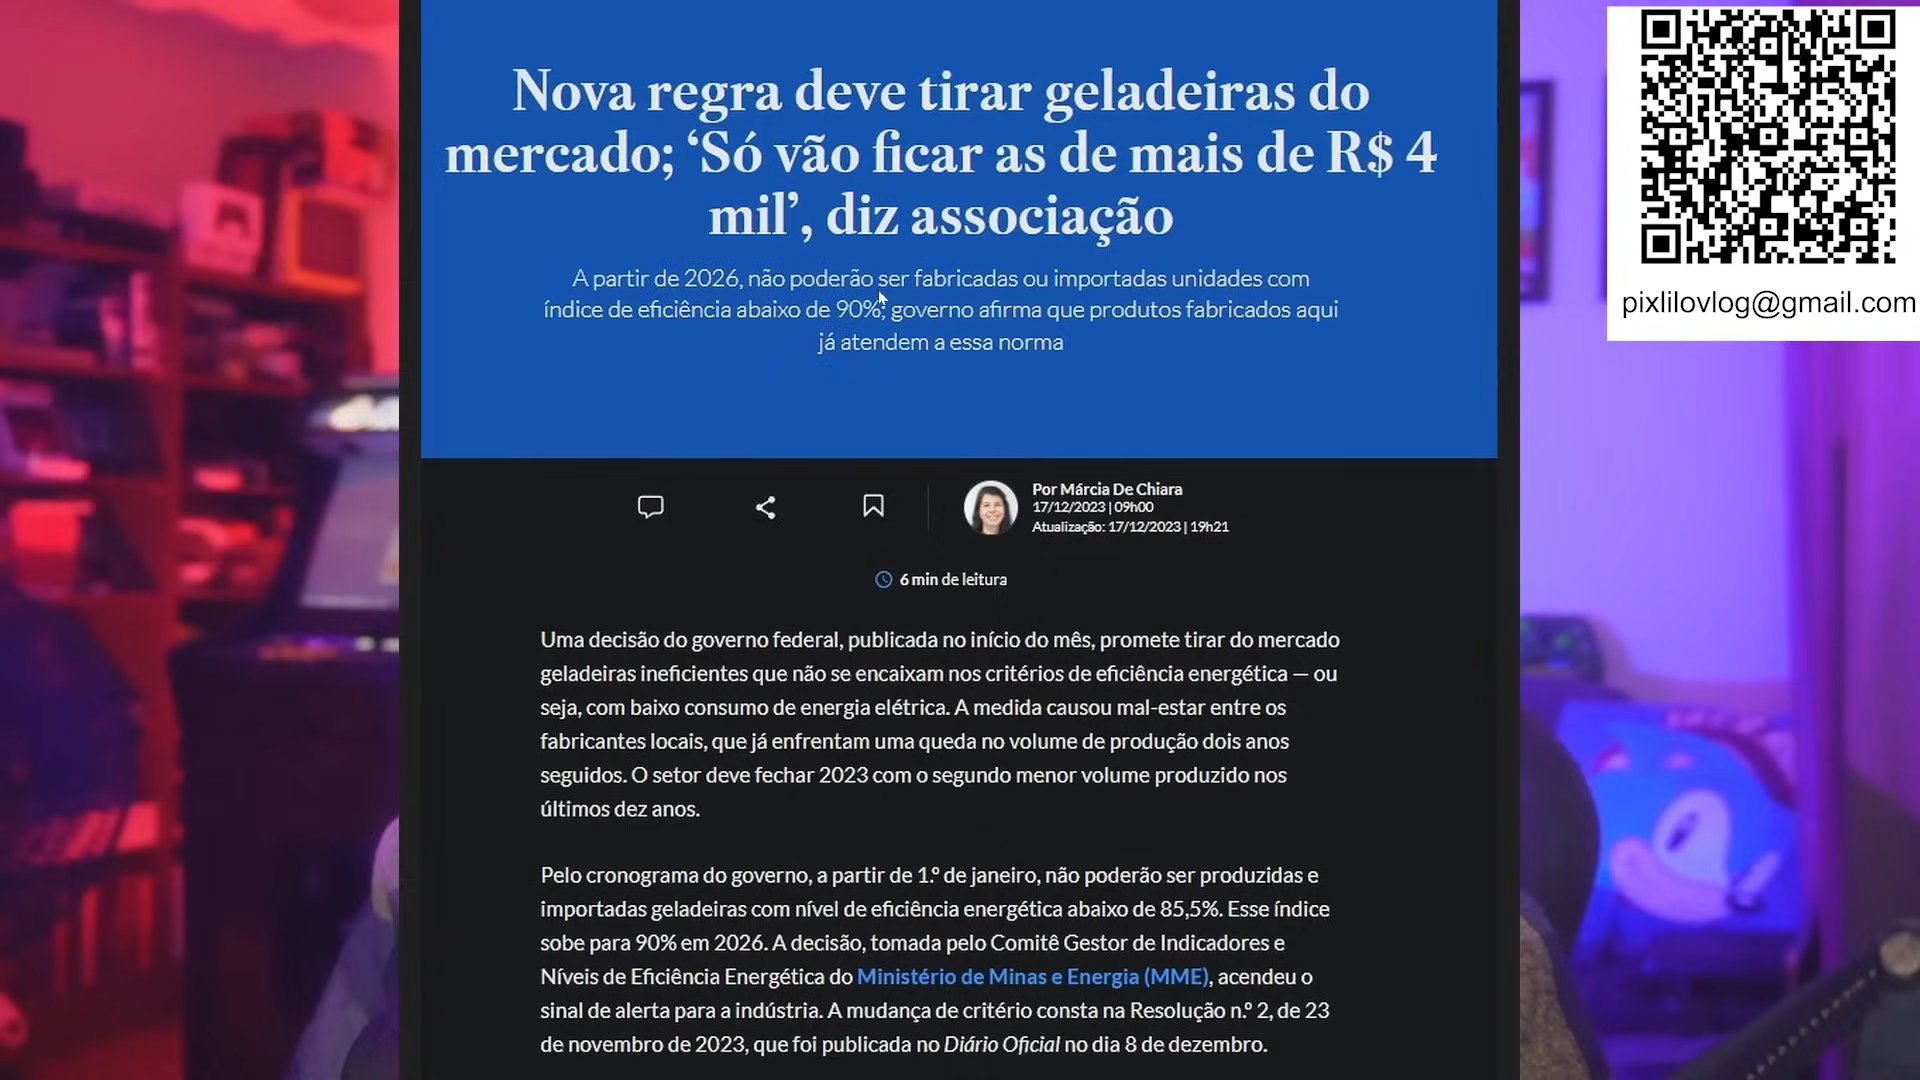 Nova regra deve tirar geladeiras do
mercado; ‘Só vão ficar as de mais de R$ 4
mil’, diz associação
A partir de 2026, não poderão ser fabricadas ou importadas unidades com
índice de eficiência abaixo de 90%; governo afirma que produtos fabricados aqui
já atendem a essa norma
pixlilovlog@gmail.com
Por Márcia De Chiara
17/12/2023 | 09h00
Atualização: 17/12/2023 | 19h21
6 min de leitura
Uma decisão do governo federal, publicada no início do mês, promete tirar do mercado
geladeiras ineficientes que não se encaixam nos critérios de eficiência energética — ou
seja, com baixo consumo de energia elétrica. A medida causou mal-estar entre os
fabricantes locais, que já enfrentam uma queda no volume de produção dois anos
seguidos. O setor deve fechar 2023 com o segundo menor volume produzido nos
últimos dez anos.
Pelo cronograma do governo, a partir de 1.º de janeiro, não poderão ser produzidas e
importadas geladeiras com nível de eficiência energética abaixo de 85,5%. Esse índice
sobe para 90% em 2026. A decisão, tomada pelo Comitê Gestor de Indicadores e
Níveis de Eficiência Energética do Ministério de Minas e Energia (MME), acendeu o
sinal de alerta para a indústria. A mudança de critério consta na Resolução n.º 2, de 23
de novembro de 2023, que foi publicada no Diário Oficial no dia 8 de dezembro.